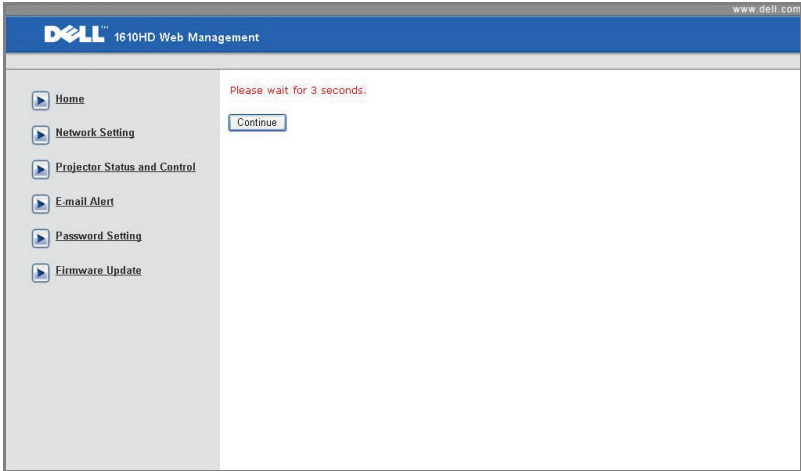 www.dell.com
DELL™ 1610HD Web Management
Home
Network Setting
Projector Status and Control
E-mail Alert
Password Setting
Firmware Update
Please wait for 3 seconds.
Continue